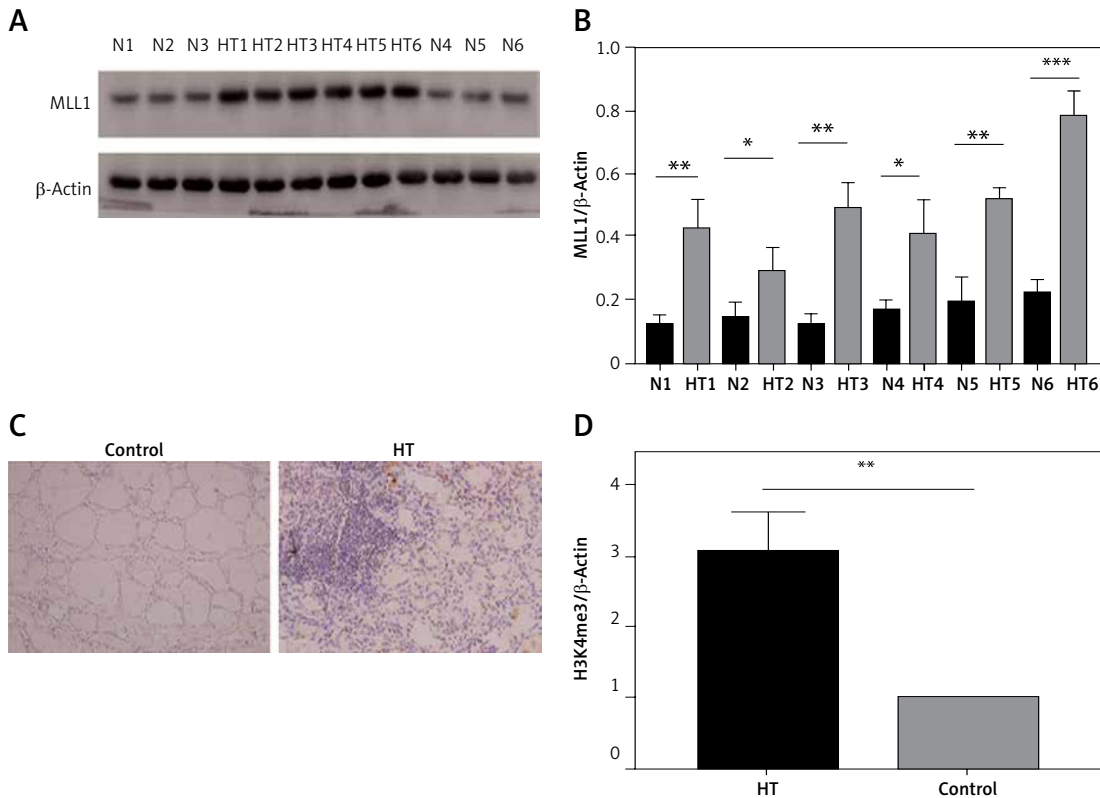 A
N1 N2 N3 HT1 HT2 HT3 HT4 HT5 HT6 N4 N5 N6
MLL1
β-Actin
B
MLL1/β-Actin
1.0
0.8
0.6
0.4
0.2
0
**
*
**
*
**
***
N1 HT1 N2 HT2 N3 HT3 N4 HT4 N5 HT5 N6 HT6
C
Control HT
D
H3K4me3/β-Actin
4
3
2
1
0
**
HT Control